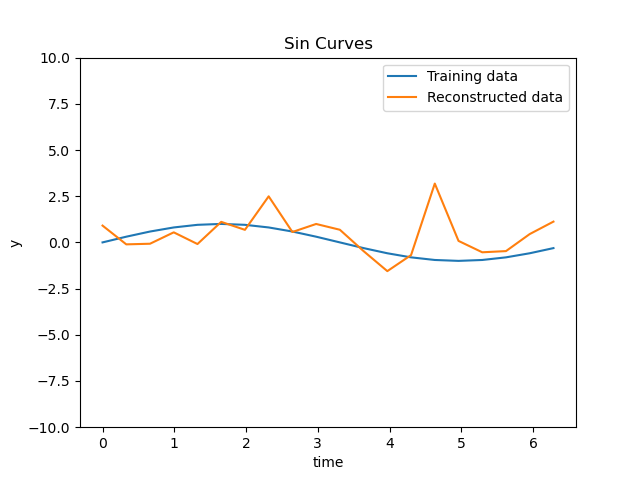 Sin Curves
Training data
Reconstructed data
10.0
7.5
5.0
2.5
0.0
−2.5
−5.0
−7.5
−10.0
y
0 1 2 3 4 5 6
time